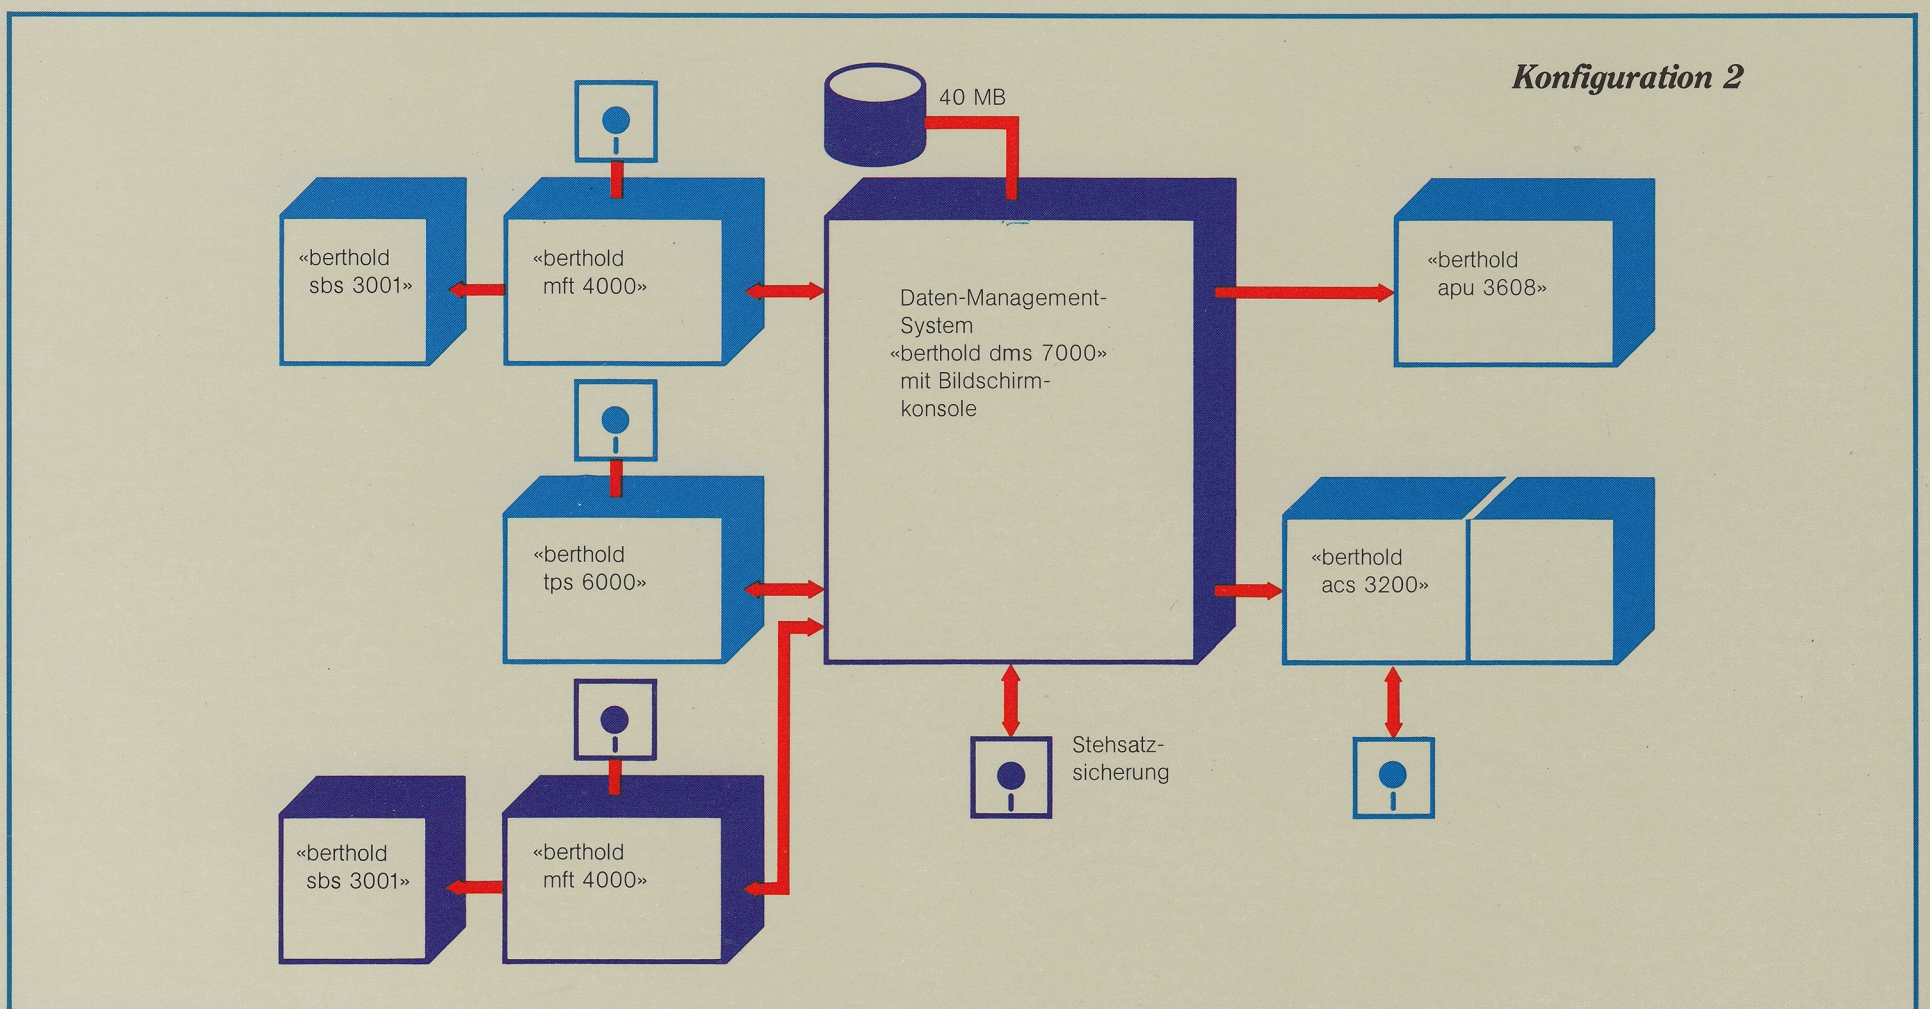 Konfiguration 2
40 MB
«berthold
sbs 3001»
«berthold
mft 4000»
Daten-Management-
System
«berthold dms 7000»
mit Bildschirm-
konsole
«berthold
apu 3608»
«berthold
tps 6000»
«berthold
acs 3200»
Stehsatz-
sicherung
«berthold
sbs 3001»
«berthold
mft 4000»